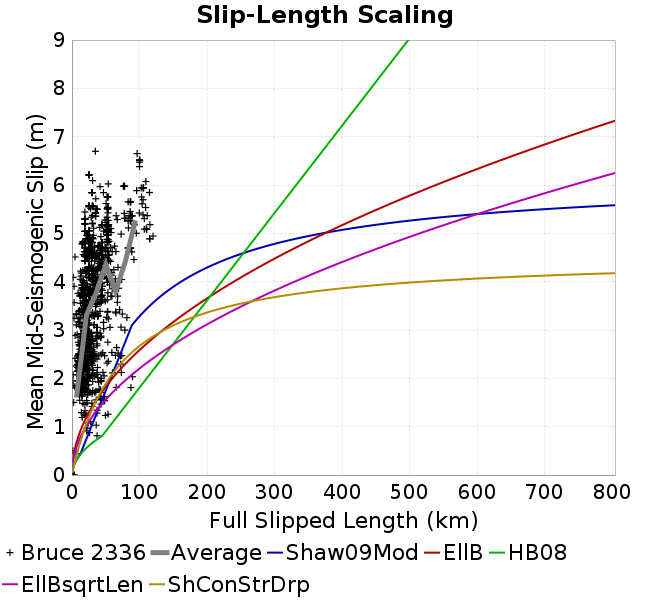 Slip-Length Scaling
Mean Mid-Seismogenic Slip (m)
9
8
7
6
5
4
3
2
1
0
0 100 200 300 400 500 600 700 800
Full Slipped Length (km)
Bruce 2336 Average Shaw09Mod EllB HB08
EllBsqrtLen ShConStrDrp